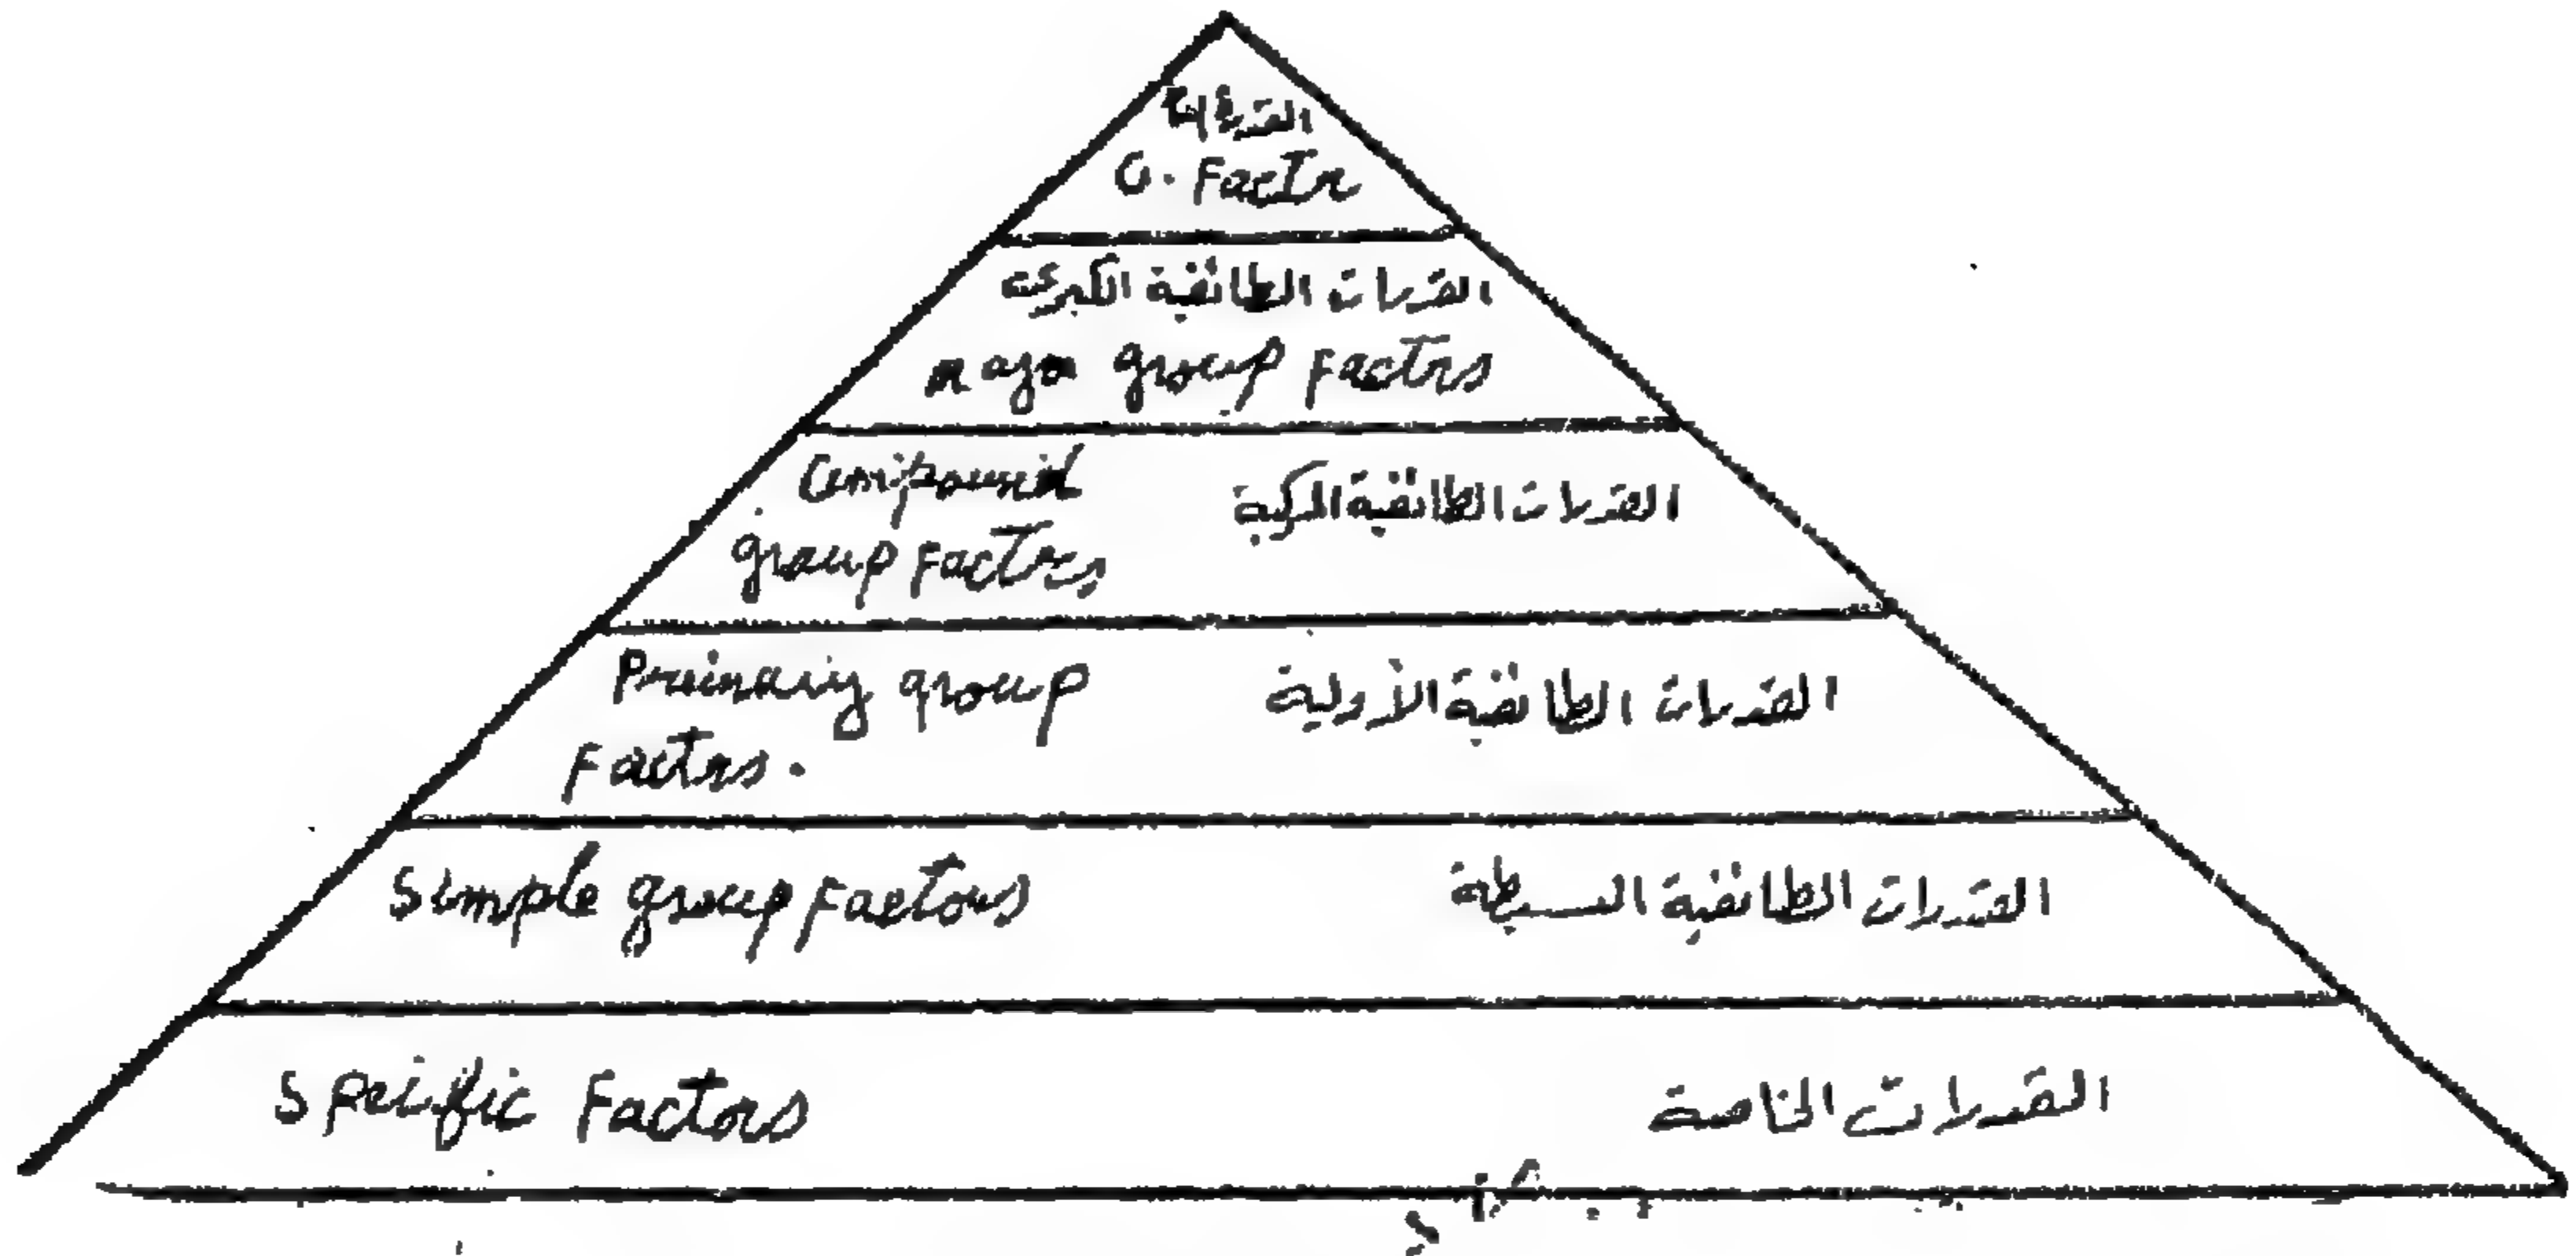 القدرة العامة
G. Factor
القدرات الطائفية الكبرى
major group Factors
Compound القدرات الطائفية المركبة
group Factors
Primary group القدرات الطائفية الأولية
Factors.
Simple group Factors القدرات الطائفية البسيطة
Specific Factors القدرات الخاصة